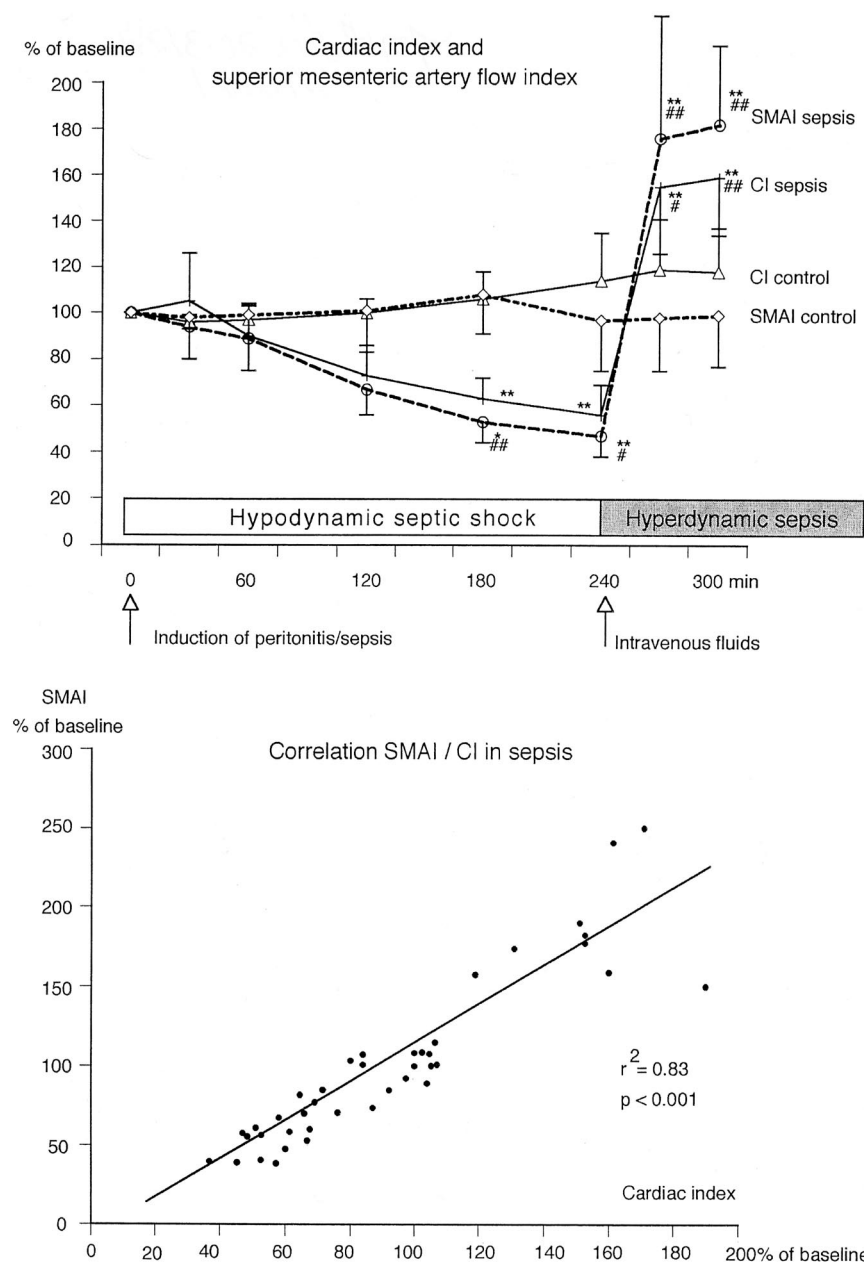 % of baseline
Cardiac index and
superior mesenteric artery flow index
200
180
160
140
120
100
80
60
40
20
0
**
##
**
##
SMAI sepsis
**
##
CI sepsis
**
#
CI control
SMAI control
**
**
*
##
**
#
Hypodynamic septic shock
Hyperdynamic sepsis
0 60 120 180 240 300 min
Induction of peritonitis/sepsis
Intravenous fluids
SMAI
% of baseline
Correlation SMAI / CI in sepsis
300
250
200
150
100
50
0
r² = 0.83
p < 0.001
Cardiac index
0 20 40 60 80 100 120 140 160 180 200% of baseline